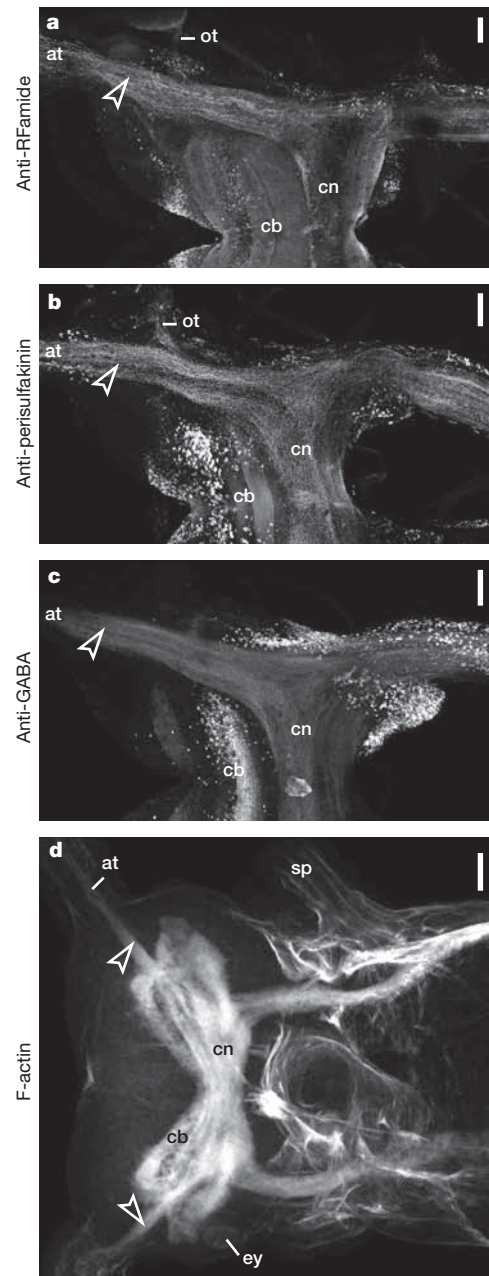 a
ot
at
cn
cb
Anti-RFamide
b
ot
at
cn
cb
Anti-perisulfakinin
c
at
cn
cb
Anti-GABA
d
at
sp
cn
cb
ey
F-actin